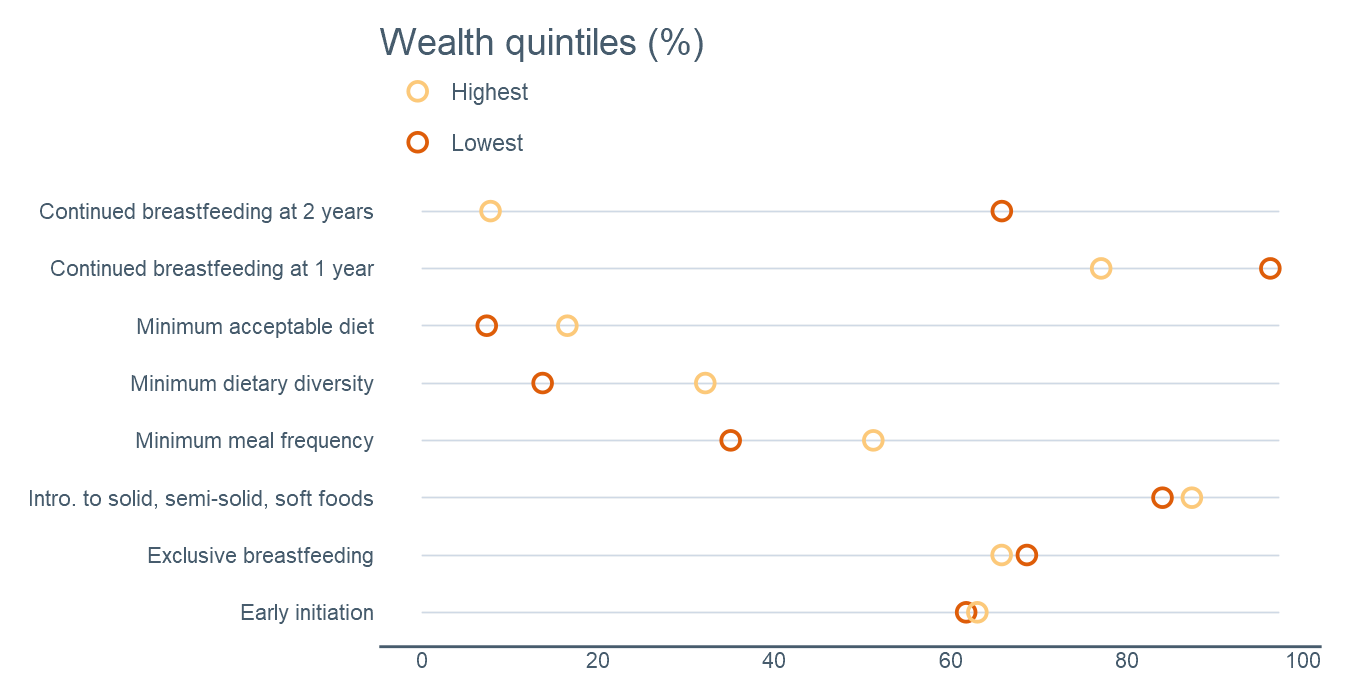 Wealth quintiles (%)
Highest
Lowest
Continued breastfeeding at 2 years
Continued breastfeeding at 1 year
Minimum acceptable diet
Minimum dietary diversity
Minimum meal frequency
Intro. to solid, semi-solid, soft foods
Exclusive breastfeeding
Early initiation
0 20 40 60 80 100